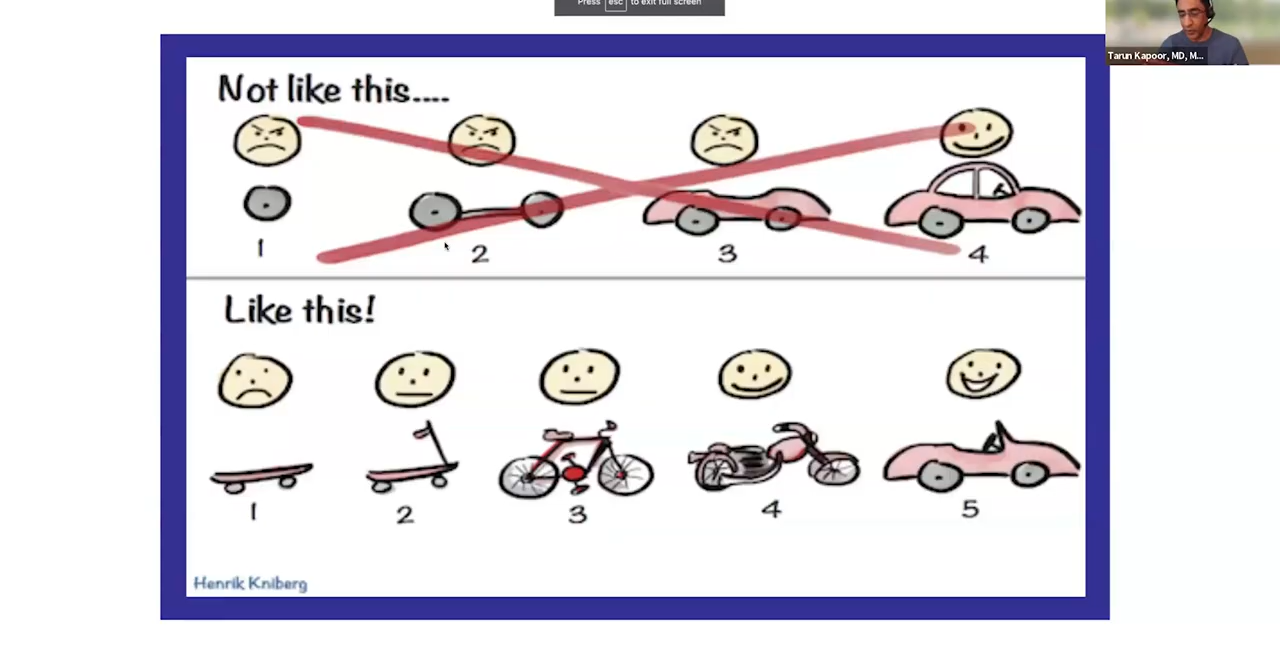 Press esc to exit full screen
Tarun Kapoor, MD, M...
Not like this....
1 2 3 4
Like this!
1 2 3 4 5
Henrik Kniberg